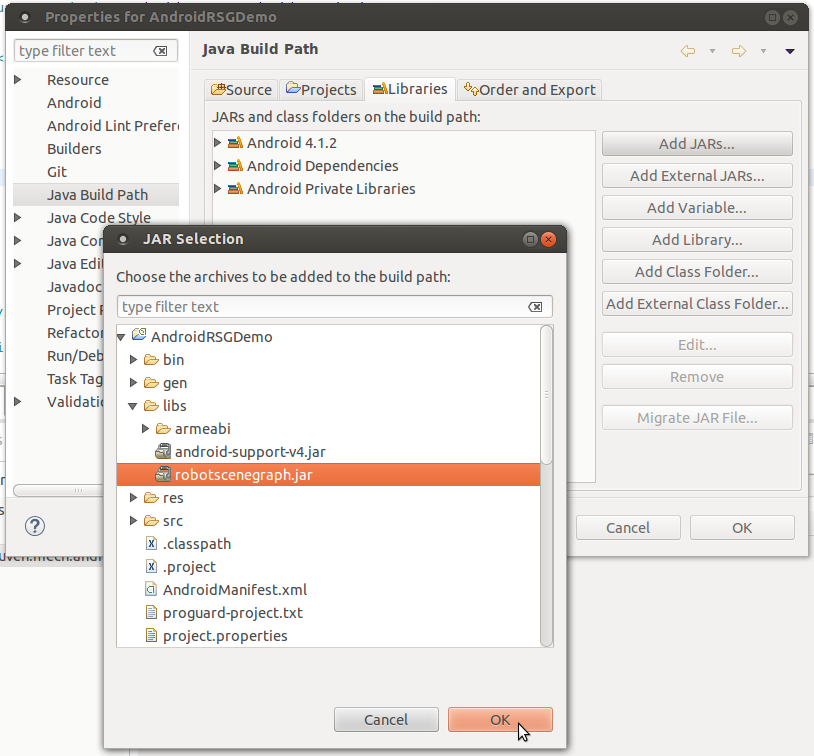 Properties for AndroidRSGDemo
type filter text
Resource
Android
Android Lint Prefer
Builders
Git
Java Build Path
Java Code Style
Java Co
Java Edi
Javadoc
Project
Refactor
Run/Deb
Task Tag
Validati
Java Build Path
Source
Projects
Libraries
Order and Export
JARs and class folders on the build path:
Android 4.1.2
Android Dependencies
Android Private Libraries
Add JARs...
Add External JARs...
Add Variable...
Add Library...
Add Class Folder...
Add External Class Folder...
Edit...
Remove
Migrate JAR File...
Cancel
OK
JAR Selection
Choose the archives to be added to the build path:
type filter text
AndroidRSGDemo
bin
gen
libs
armeabi
android-support-v4.jar
robotscenegraph.jar
res
src
.classpath
.project
AndroidManifest.xml
proguard-project.txt
project.properties
Cancel
OK